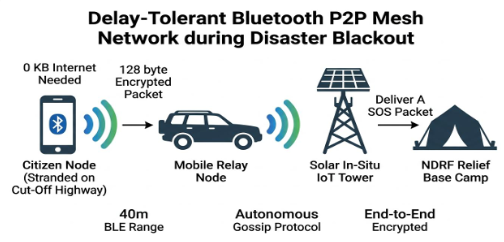 Delay-Tolerant Bluetooth P2P Mesh
Network during Disaster Blackout
0 KB Internet
Needed
128 byte
Encrypted
Packet
Deliver A
SOS Packet
Citizen Node
(Stranded on
Cut-Off Highway)
Mobile Relay
Node
Solar In-Situ
IoT Tower
NDRF Relief
Base Camp
40m
BLE Range
Autonomous
Gossip Protocol
End-to-End
Encrypted